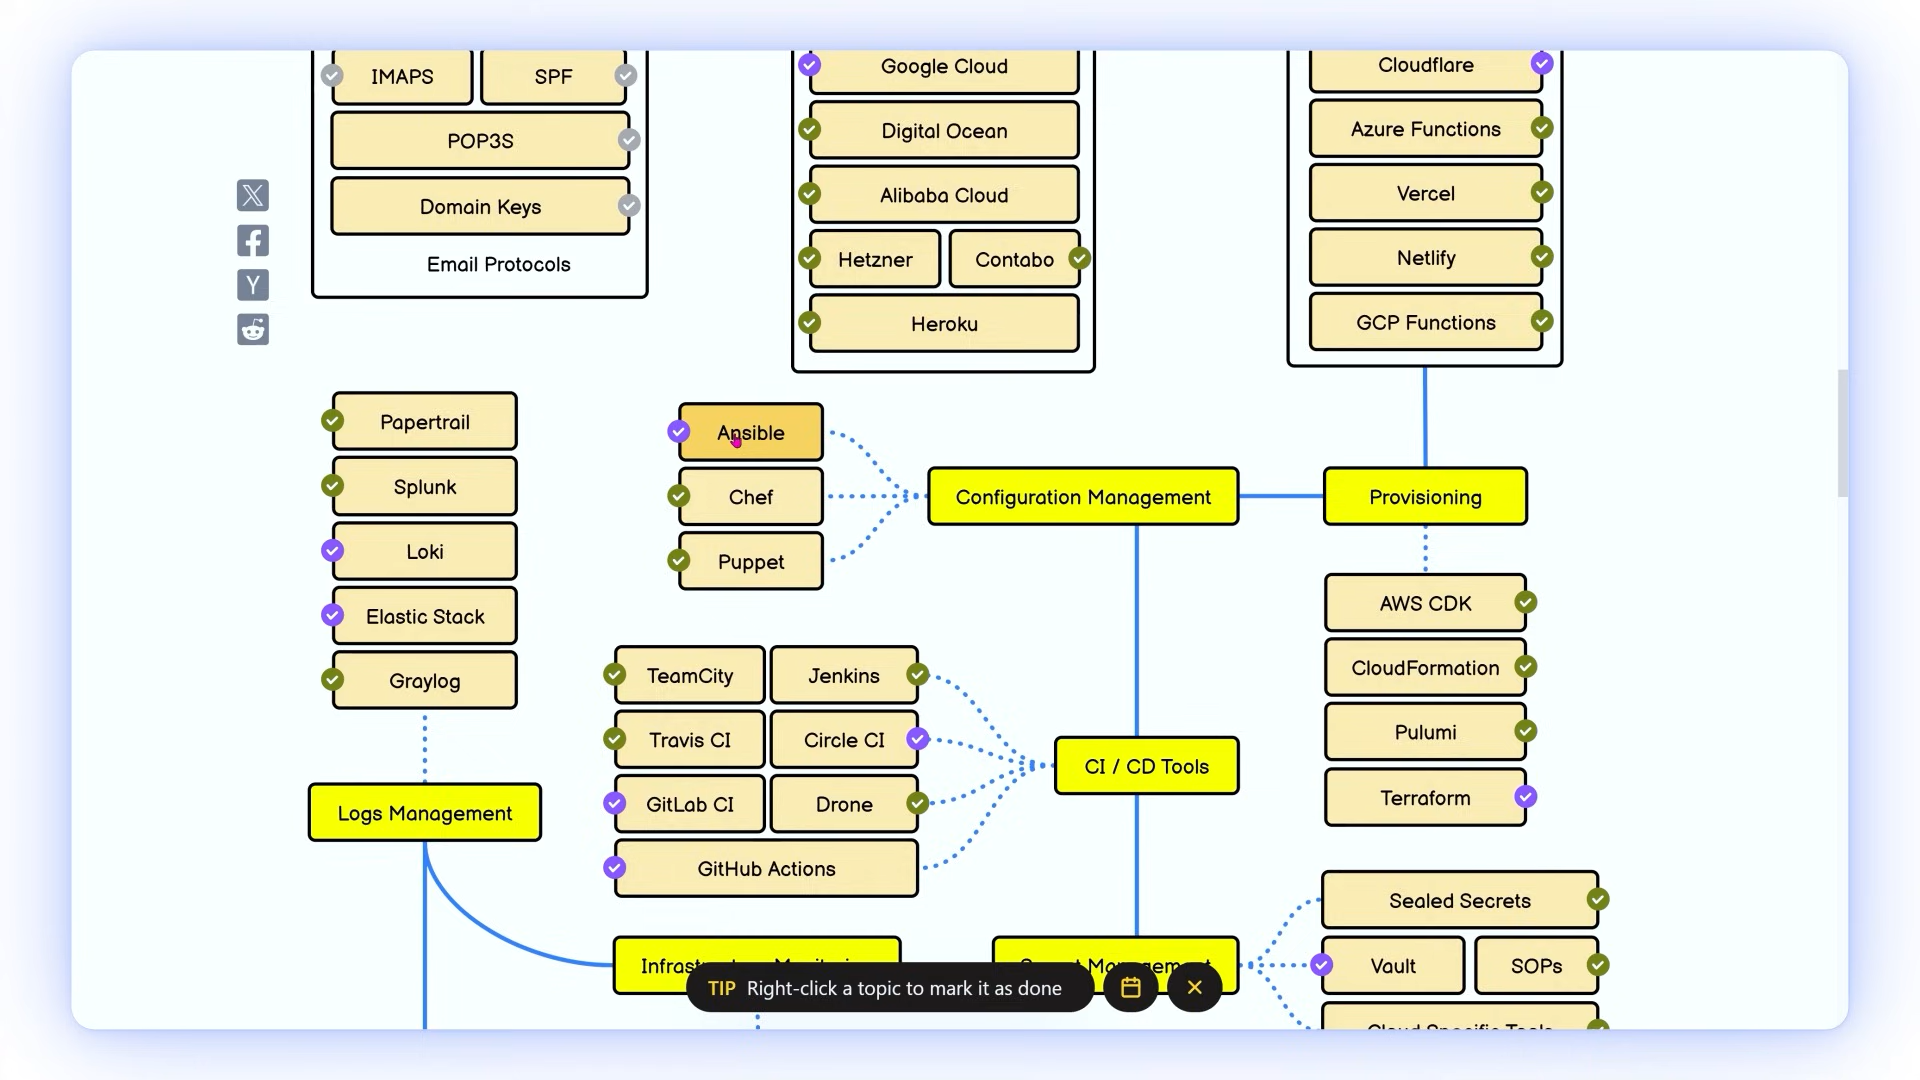 IMAPS
SPF
POP3S
Domain Keys
Email Protocols
Google Cloud
Digital Ocean
Alibaba Cloud
Hetzner
Contabo
Heroku
Cloudflare
Azure Functions
Vercel
Netlify
GCP Functions
Papertrail
Splunk
Loki
Elastic Stack
Graylog
Logs Management
Ansible
Chef
Puppet
Configuration Management
Provisioning
AWS CDK
CloudFormation
Pulumi
Terraform
TeamCity
Jenkins
Travis CI
Circle CI
GitLab CI
Drone
GitHub Actions
CI / CD Tools
Sealed Secrets
Vault
SOPs
Cloud Specific Tools
TIP Right-click a topic to mark it as done